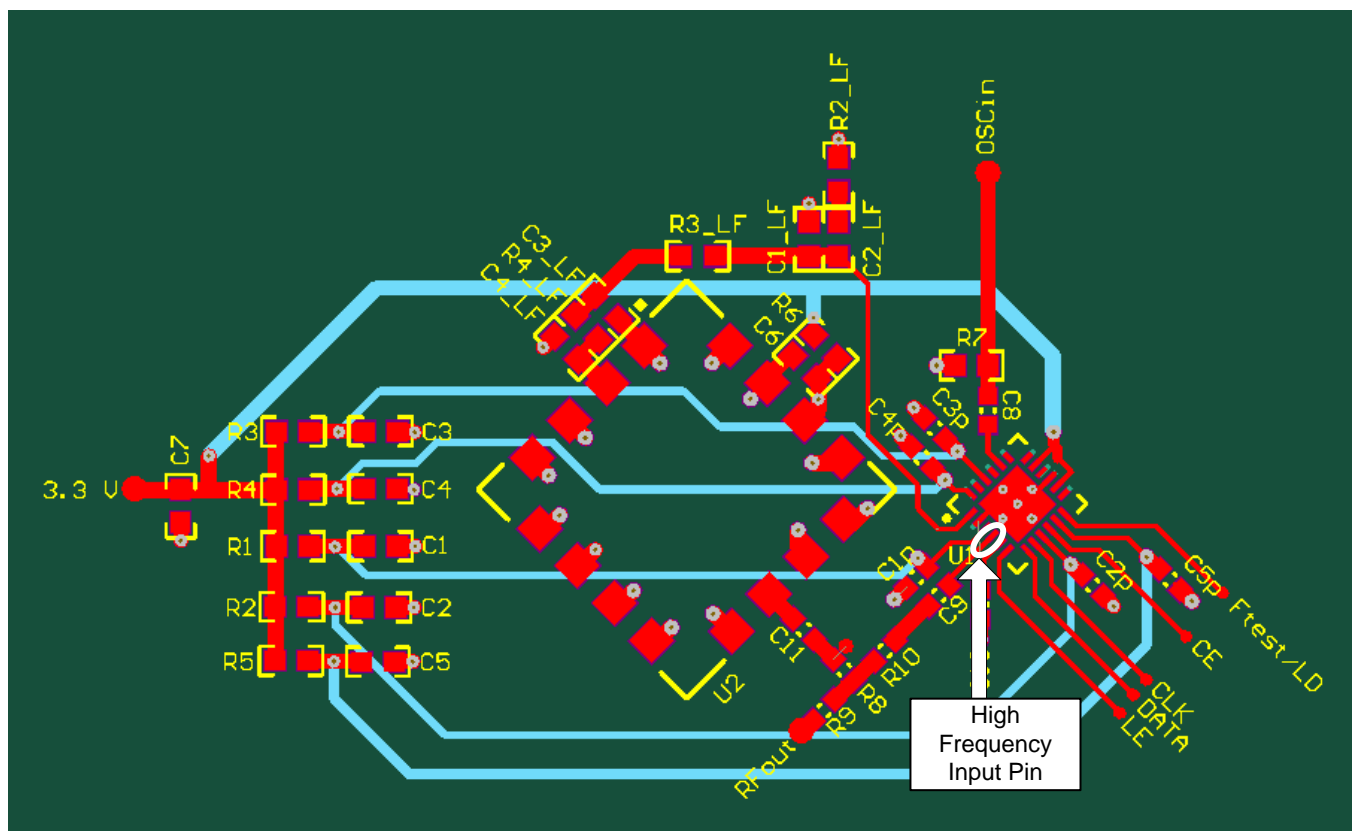 R2_LF
OSCin
R3_LF
C1_LF
C2_LF
C3_LF
R4_LF
C4_LF
R6
C6
R7
C8
C3p
C4p
C7
3.3 V
R3
C3
R4
C4
R1
C1
R2
C2
R5
C5
U1
C1p
C9
C2p
C5p
Ftest/LD
CE
CLK
DATA
LE
C11
R10
R8
R9
U2
RFout
High
Frequency
Input Pin